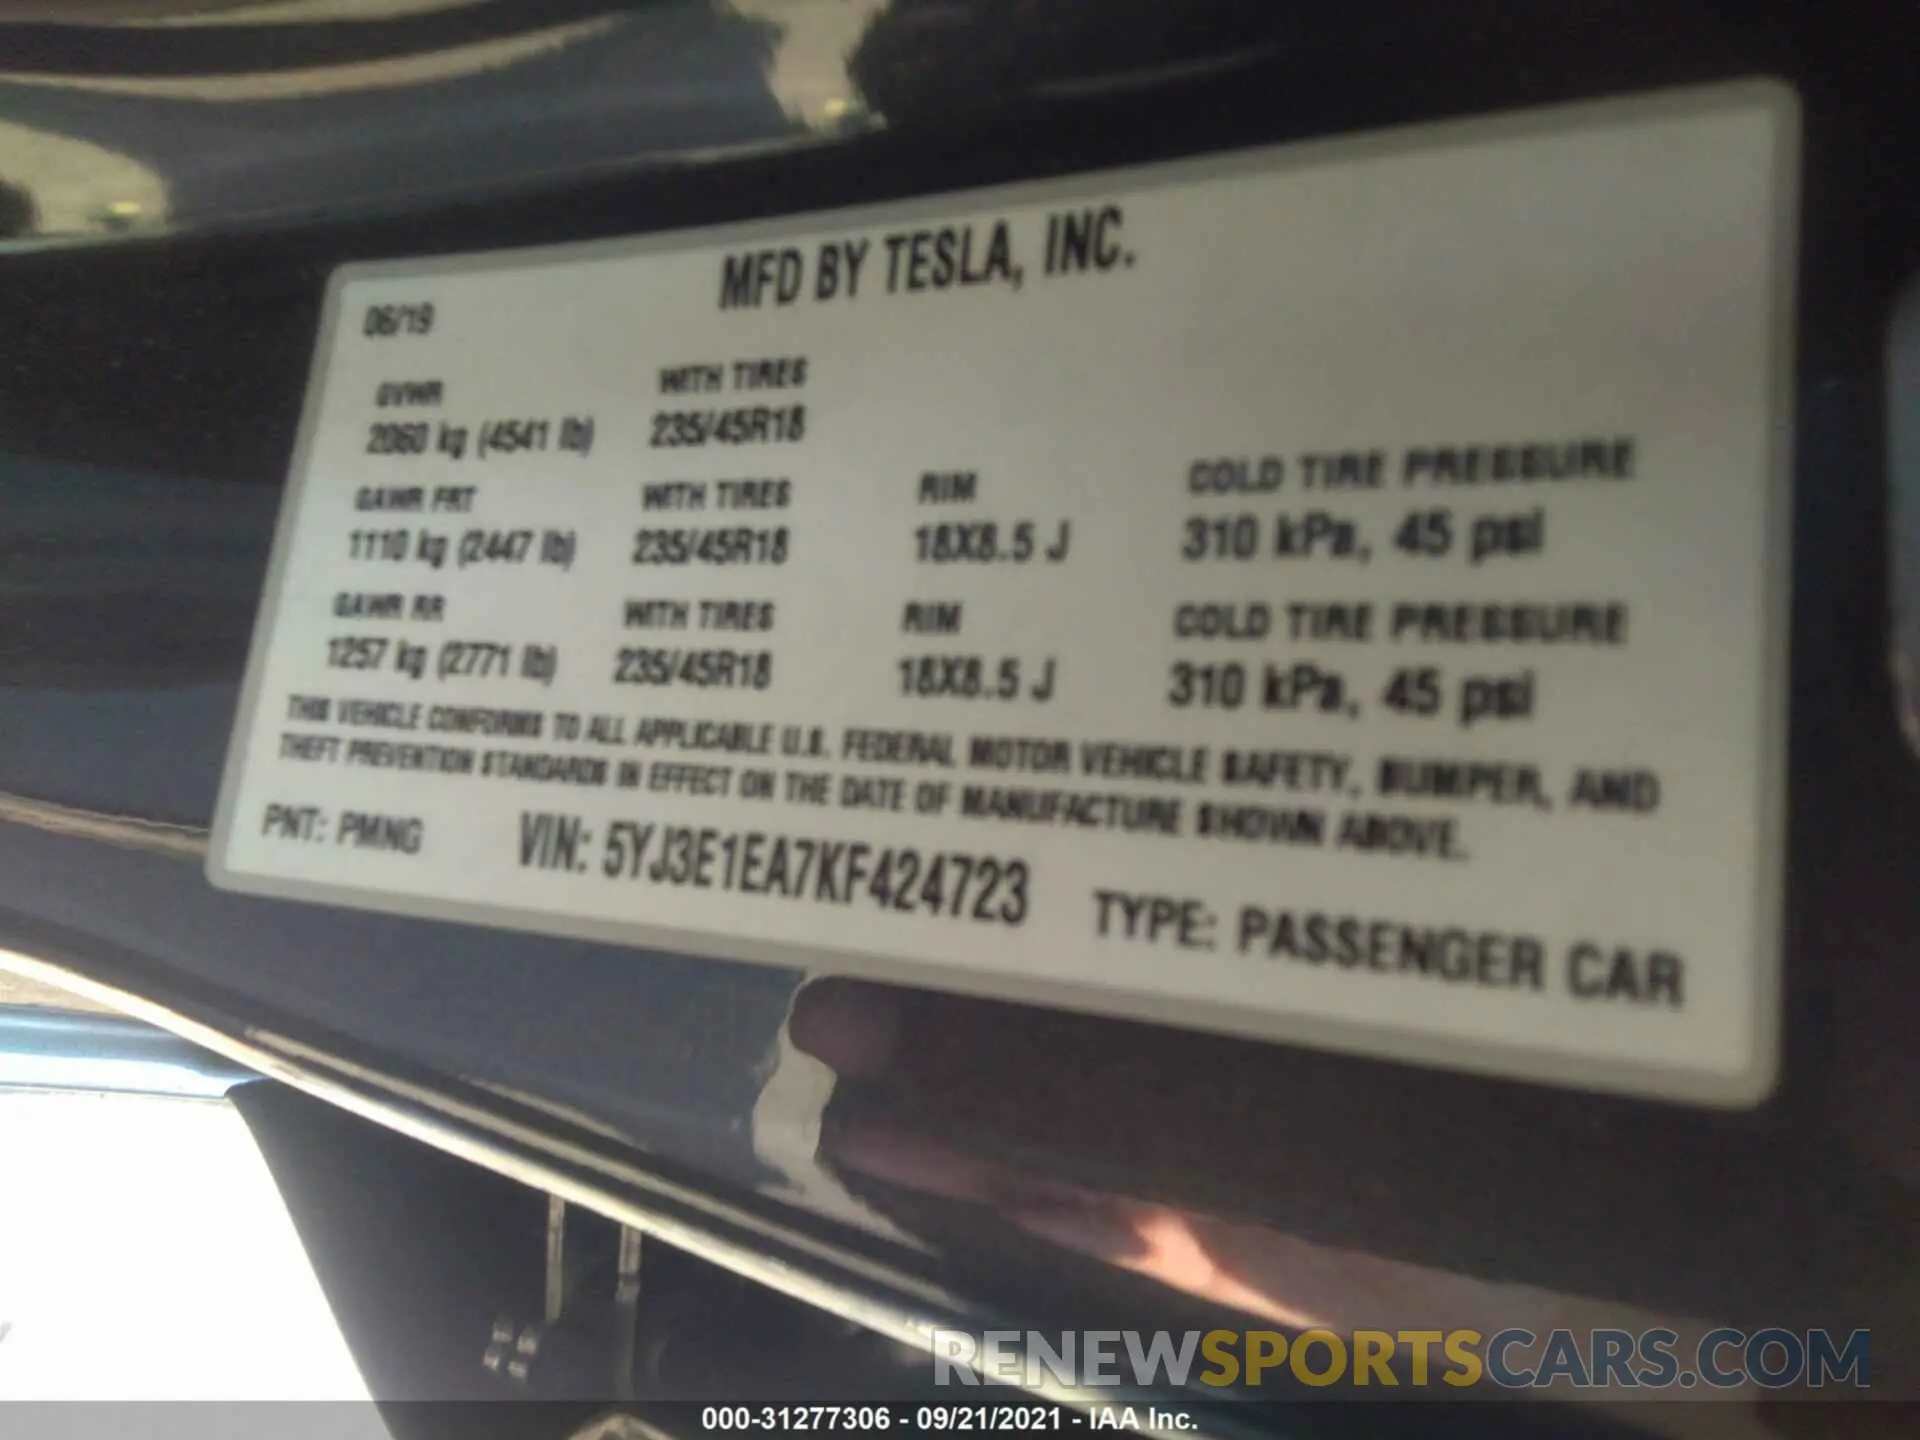 MFD BY TESLA, INC.
06/19
GVWR WITH TIRES
2060 kg (4541 lb) 235/45R18
GAWR FRT WITH TIRES RIM COLD TIRE PRESSURE
1110 kg (2447 lb) 235/45R18 18X8.5 J 310 kPa, 45 psi
GAWR RR WITH TIRES RIM COLD TIRE PRESSURE
1257 kg (2771 lb) 235/45R18 18X8.5 J 310 kPa, 45 psi
THIS VEHICLE CONFORMS TO ALL APPLICABLE U.S. FEDERAL MOTOR VEHICLE SAFETY, BUMPER, AND
THEFT PREVENTION STANDARDS IN EFFECT ON THE DATE OF MANUFACTURE SHOWN ABOVE.
PNT: PMNG VIN: 5YJ3E1EA7KF424723 TYPE: PASSENGER CAR
RENEWSPORTSCARS.COM
000-31277306 - 09/21/2021 - IAA Inc.